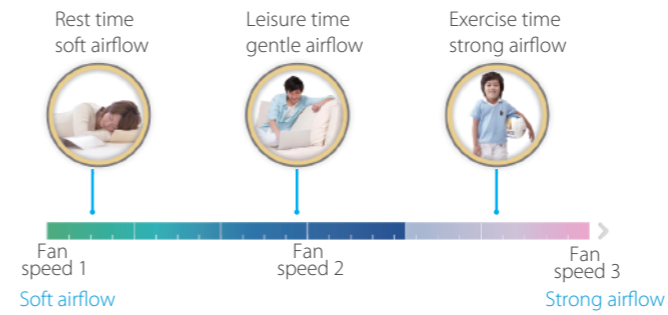 Rest time
soft airflow
Leisure time
gentle airflow
Exercise time
strong airflow
Fan
speed 1
Fan
speed 2
Fan
speed 3
Soft airflow
Strong airflow